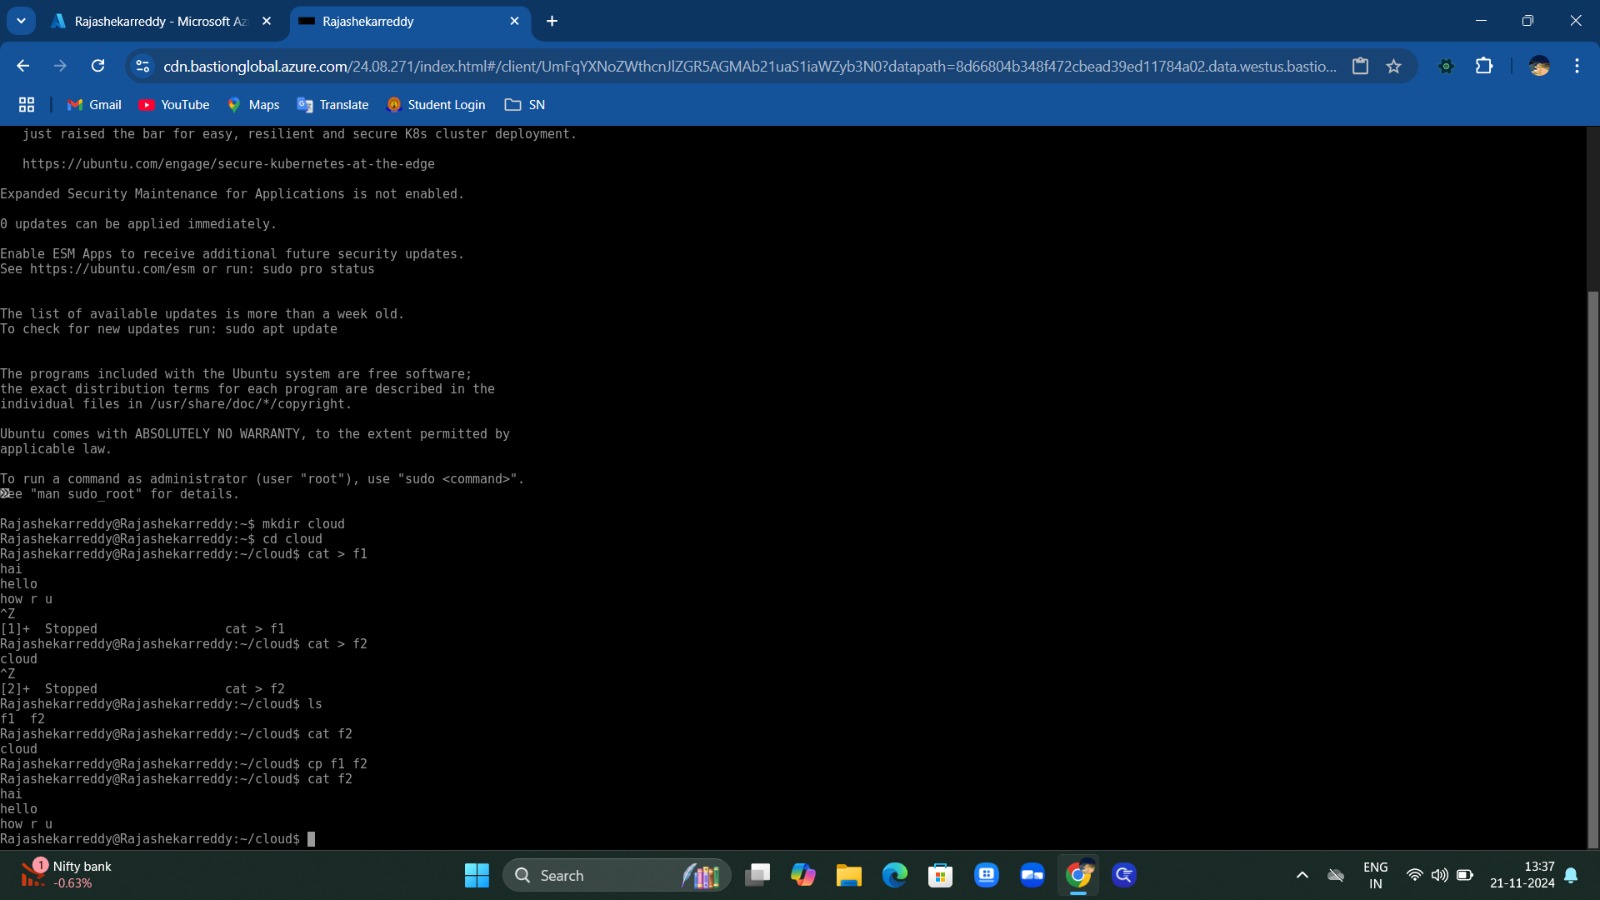 Rajashekarreddy - Microsoft Az
Rajashekarreddy
cdn.bastionglobal.azure.com/24.08.271/index.html#/client/UmFqYXNoZWthcnJlZGR5AGMAb21uaS1iaWZyb3N0?datapath=8d66804b348f472cbead39ed11784a02.data.westus.bastio...
Gmail
YouTube
Maps
Translate
Student Login
SN
just raised the bar for easy, resilient and secure K8s cluster deployment.
https://ubuntu.com/engage/secure-kubernetes-at-the-edge
Expanded Security Maintenance for Applications is not enabled.
0 updates can be applied immediately.
Enable ESM Apps to receive additional future security updates.
See https://ubuntu.com/esm or run: sudo pro status
The list of available updates is more than a week old.
To check for new updates run: sudo apt update
The programs included with the Ubuntu system are free software;
the exact distribution terms for each program are described in the
individual files in /usr/share/doc/*/copyright.
Ubuntu comes with ABSOLUTELY NO WARRANTY, to the extent permitted by
applicable law.
To run a command as administrator (user "root"), use "sudo <command>".
See "man sudo_root" for details.
Rajashekarreddy@Rajashekarreddy:~$ mkdir cloud
Rajashekarreddy@Rajashekarreddy:~$ cd cloud
Rajashekarreddy@Rajashekarreddy:~/cloud$ cat > f1
hai
hello
how r u
^Z
[1]+  Stopped                 cat > f1
Rajashekarreddy@Rajashekarreddy:~/cloud$ cat > f2
cloud
^Z
[2]+  Stopped                 cat > f2
Rajashekarreddy@Rajashekarreddy:~/cloud$ ls
f1  f2
Rajashekarreddy@Rajashekarreddy:~/cloud$ cat f2
cloud
Rajashekarreddy@Rajashekarreddy:~/cloud$ cp f1 f2
Rajashekarreddy@Rajashekarreddy:~/cloud$ cat f2
hai
hello
how r u
Rajashekarreddy@Rajashekarreddy:~/cloud$
1
Nifty bank
-0.63%
Search
ENG
IN
13:37
21-11-2024